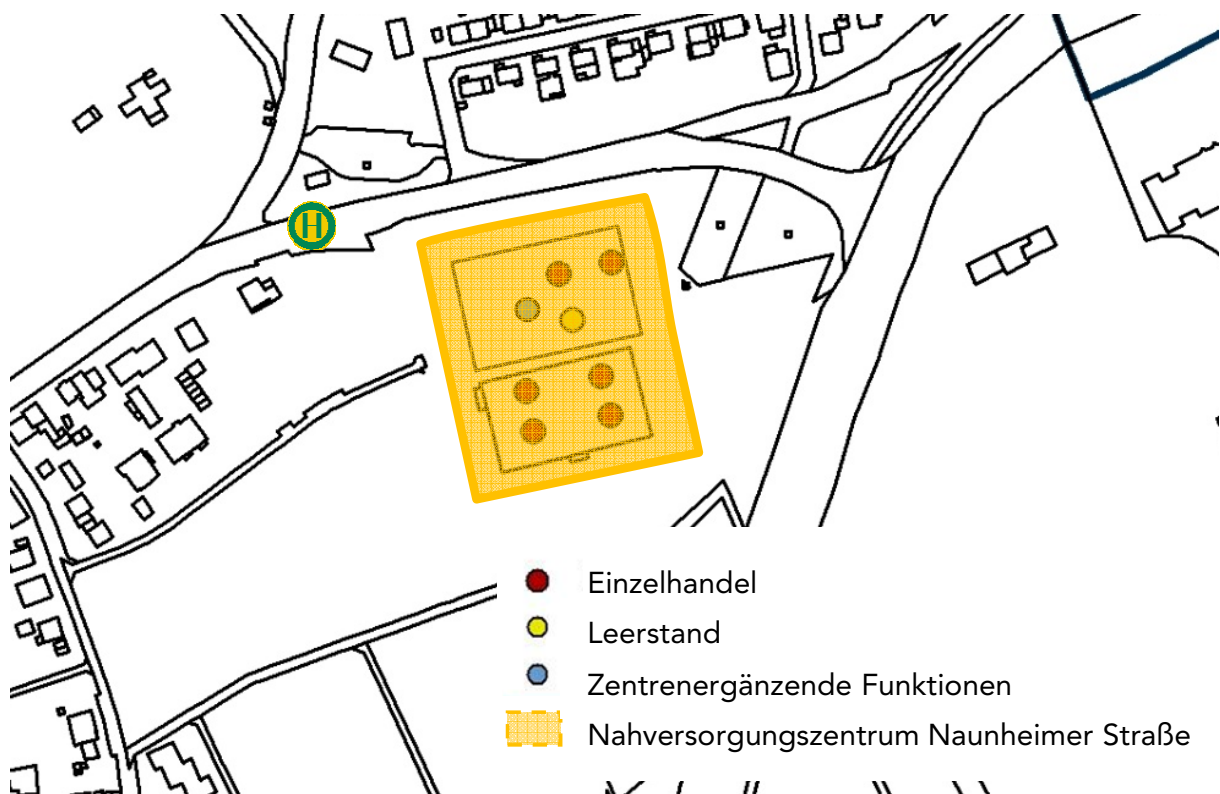 H
Einzelhandel
Leerstand
Zentrenergänzende Funktionen
Nahversorgungszentrum Naunheimer Straße